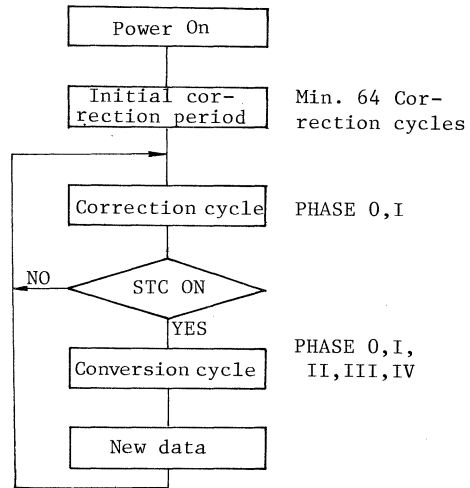 Power On
Initial cor-
rection period
Min. 64 Cor-
rection cycles
Correction cycle
PHASE 0,I
NO
STC ON
YES
Conversion cycle
PHASE 0,I,
II,III,IV
New data